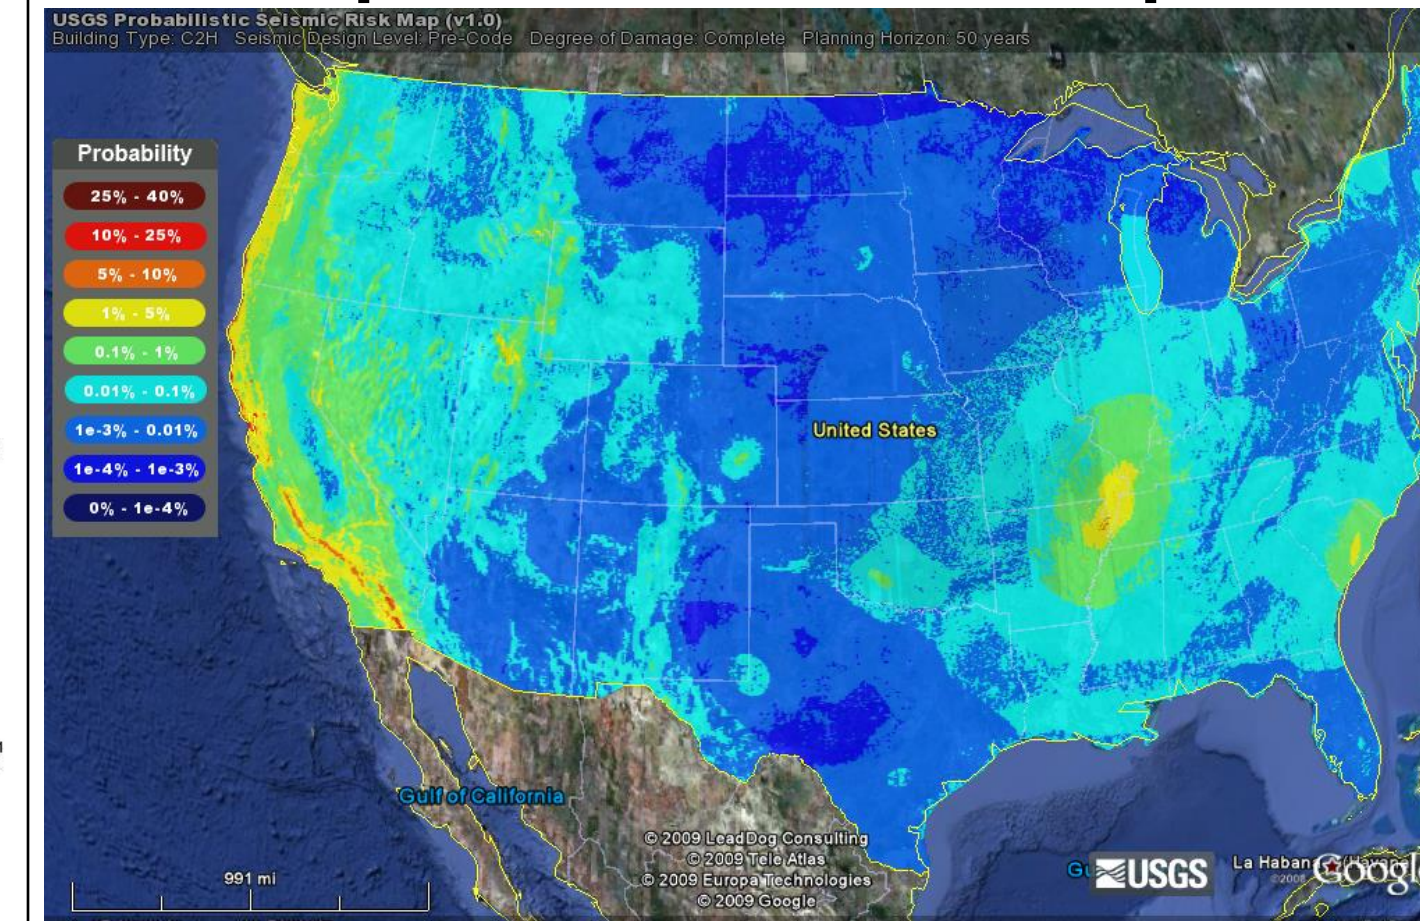 USGS Probabilistic Seismic Risk Map (v1.0)
Building Type: C2H Seismic Design Level: Pre-Code Degree of Damage: Complete Planning Horizon: 50 years
Probability
25% - 40%
10% - 25%
5% - 10%
1% - 5%
0.1% - 1%
0.01% - 0.1%
1e-3% - 0.01%
1e-4% - 1e-3%
0% - 1e-4%
United States
Gulf of California
991 mi
© 2009 LeadDog Consulting
© 2009 Tele Atlas
© 2009 Europa Technologies
© 2009 Google
USGS
La Habana
©2008
Google